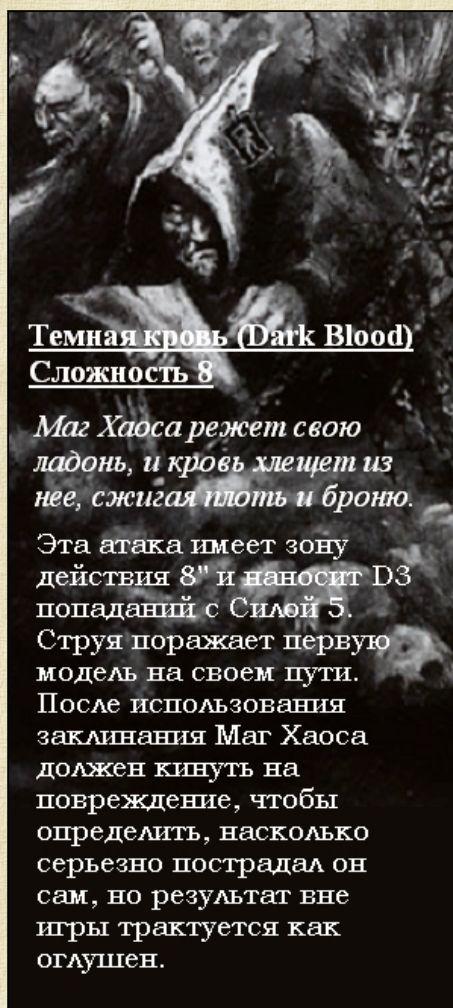 Темная кровь (Dark Blood)
Сложность 8
Маг Хаоса режет свою
ладонь, и кровь хлещет из
нее, сжигая плоть и броню.
Эта атака имеет зону
действия 8" и наносит D3
попаданий с Силой 5.
Струя поражает первую
модель на своем пути.
После использования
заклинания Маг Хаоса
должен кинуть на
повреждение, чтобы
определить, насколько
серьезно пострадал он
сам, но результат вне
игры трактуется как
оглушен.